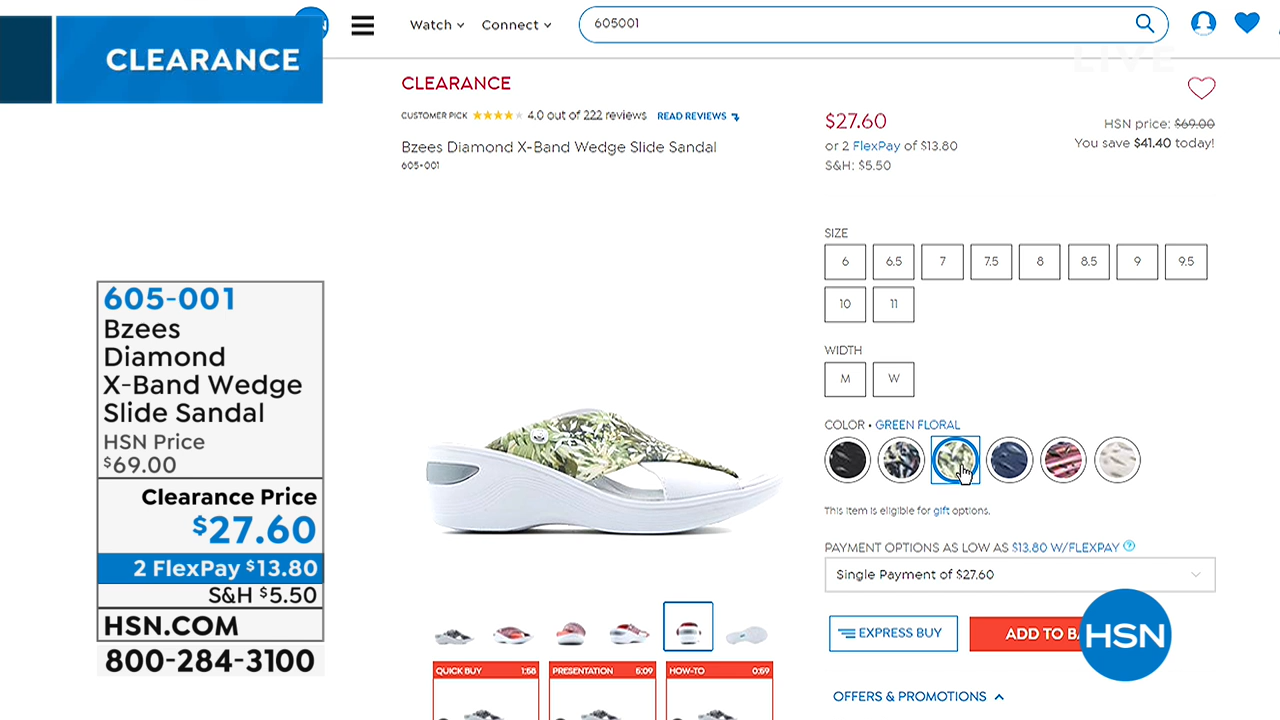 CLEARANCE
Watch
Connect
605001
LIVE
CLEARANCE
CUSTOMER PICK 4.0 out of 222 reviews READ REVIEWS
Bzees Diamond X-Band Wedge Slide Sandal
605-001
$27.60
or 2 FlexPay of $13.80
S&H: $5.50
HSN price: $69.00
You save $41.40 today!
SIZE
6 6.5 7 7.5 8 8.5 9 9.5
10 11
WIDTH
M W
COLOR • GREEN FLORAL
This item is eligible for gift options.
PAYMENT OPTIONS AS LOW AS $13.80 W/FLEXPAY ?
Single Payment of $27.60
EXPRESS BUY
ADD TO BA
HSN
OFFERS & PROMOTIONS
QUICK BUY 1:58
PRESENTATION 5:09
HOW-TO 0:59
605-001
Bzees
Diamond
X-Band Wedge
Slide Sandal
HSN Price
$69.00
Clearance Price
$27.60
2 FlexPay $13.80
S&H $5.50
HSN.COM
800-284-3100